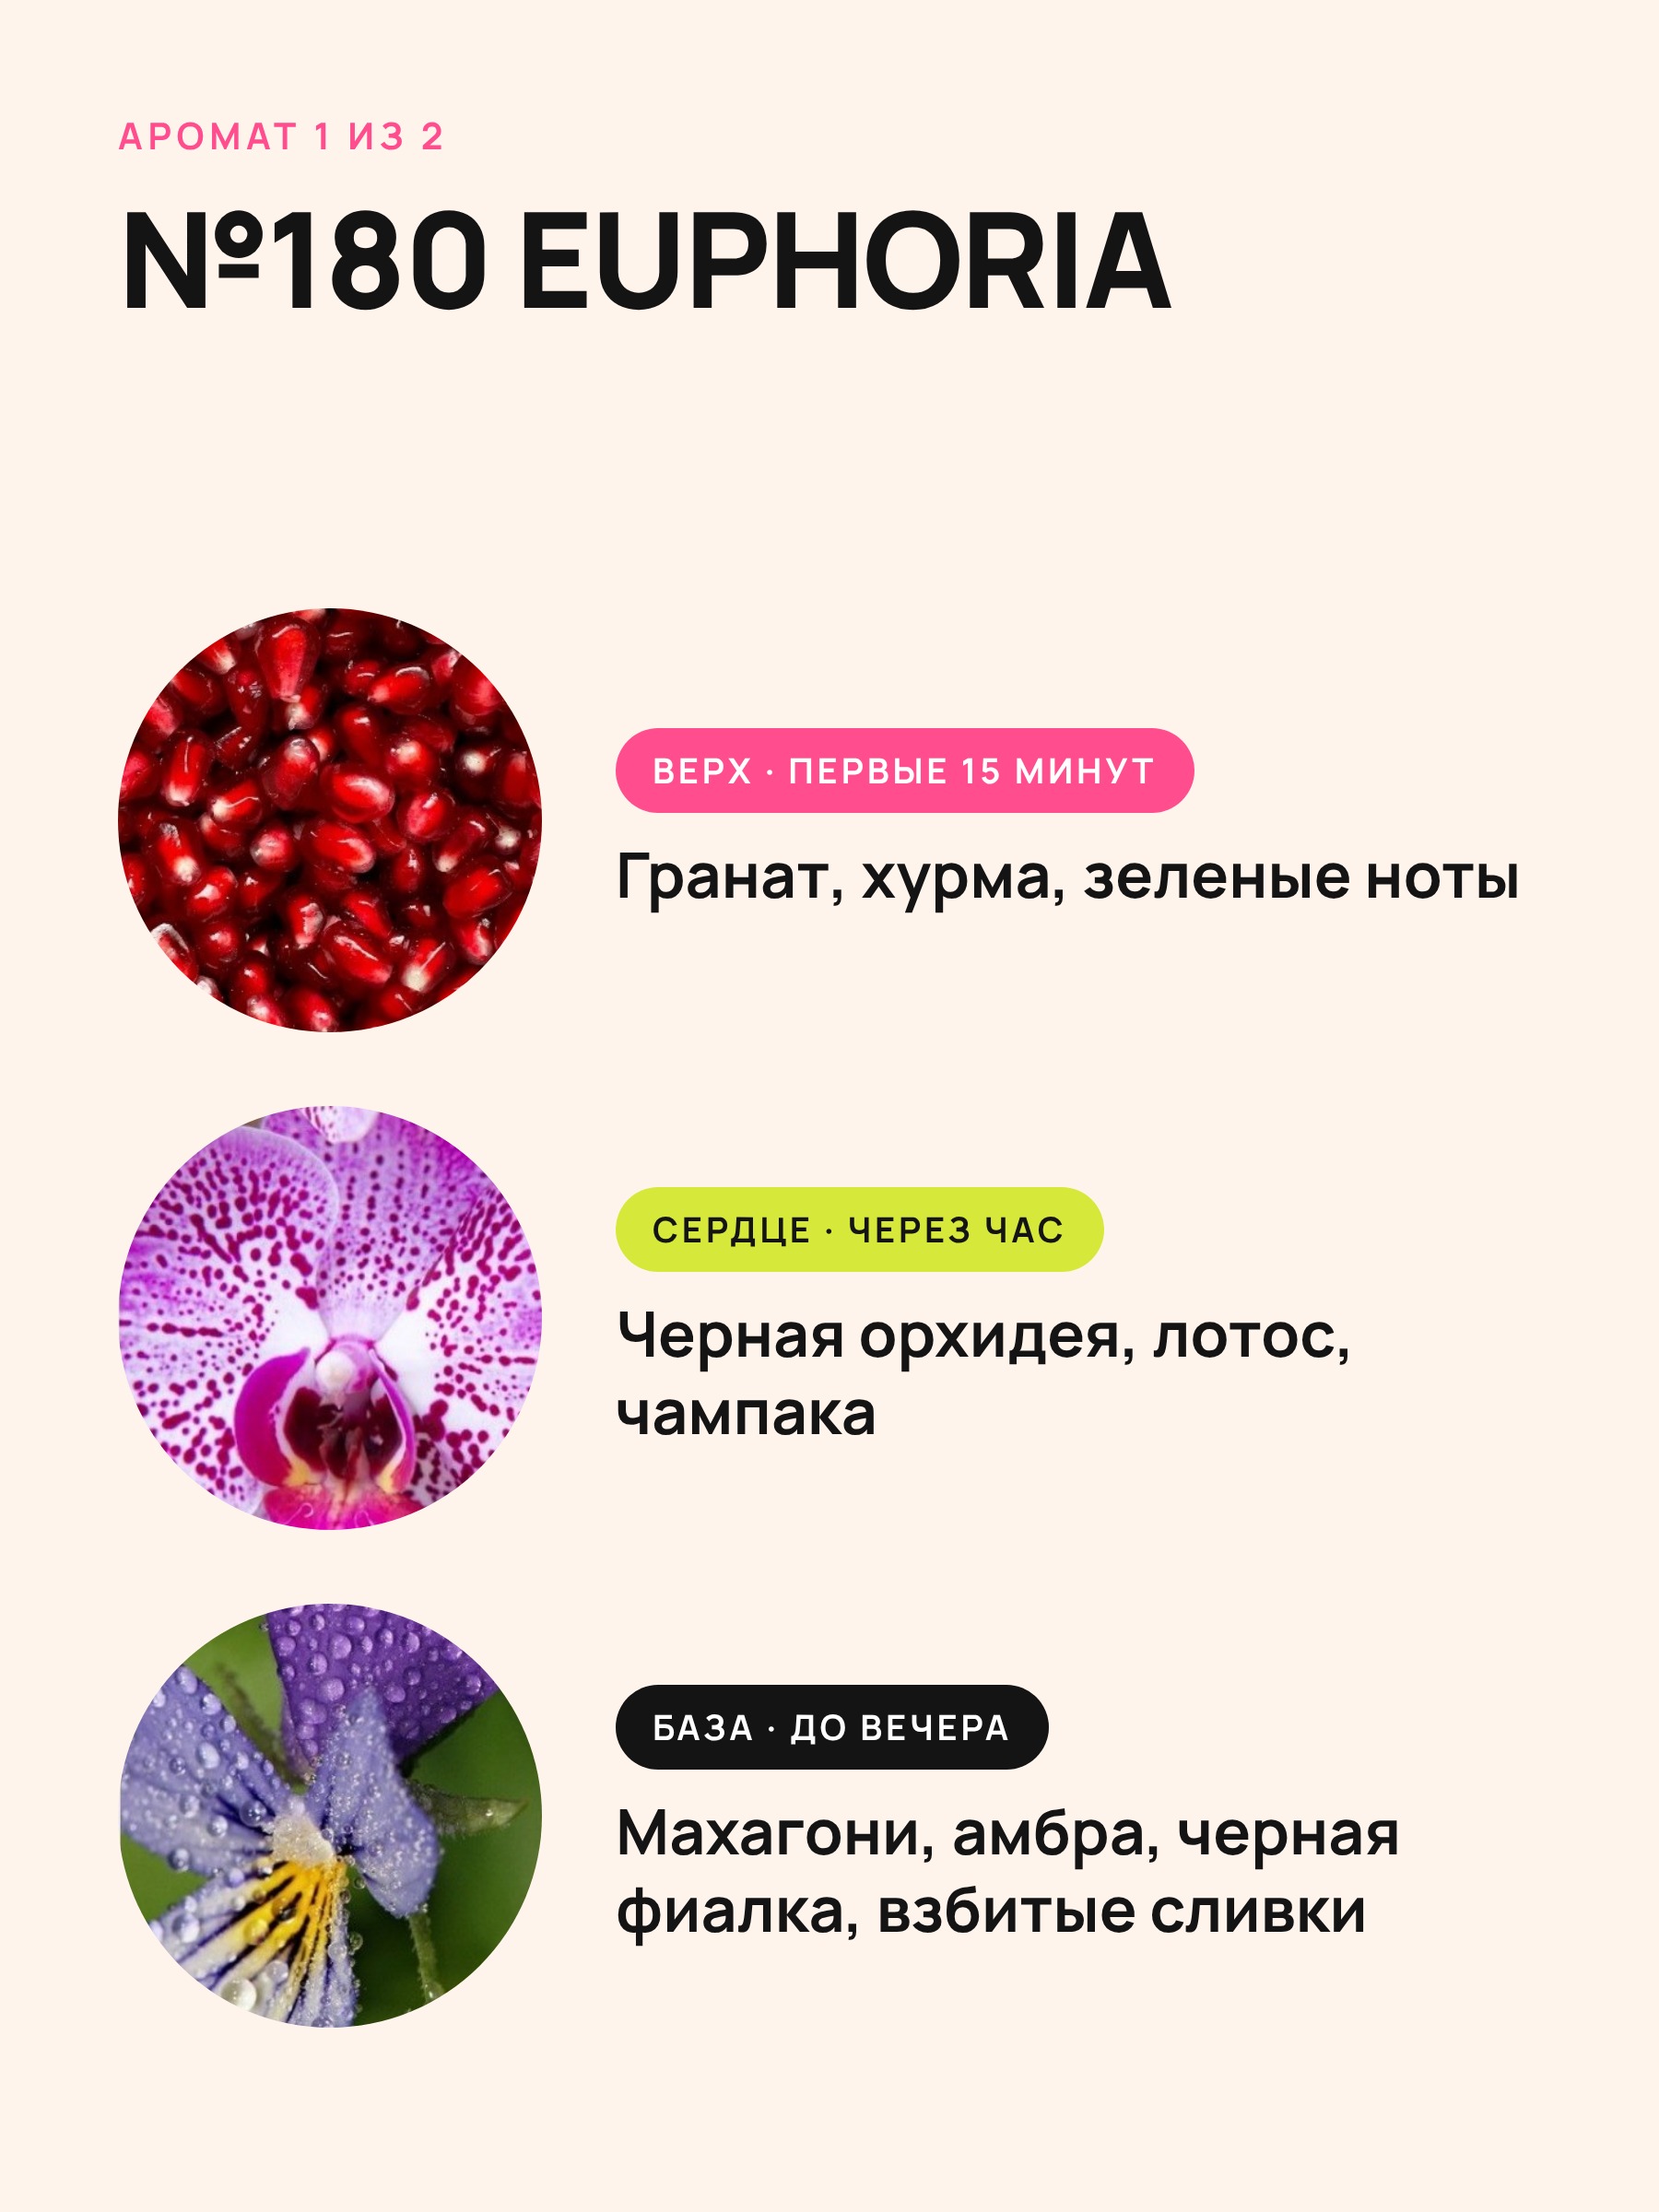 АРОМАТ 1 ИЗ 2
№180 EUPHORIA
ВЕРХ · ПЕРВЫЕ 15 МИНУТ
Гранат, хурма, зеленые ноты
СЕРДЦЕ · ЧЕРЕЗ ЧАС
Черная орхидея, лотос,
чампака
БАЗА · ДО ВЕЧЕРА
Махагони, амбра, черная
фиалка, взбитые сливки